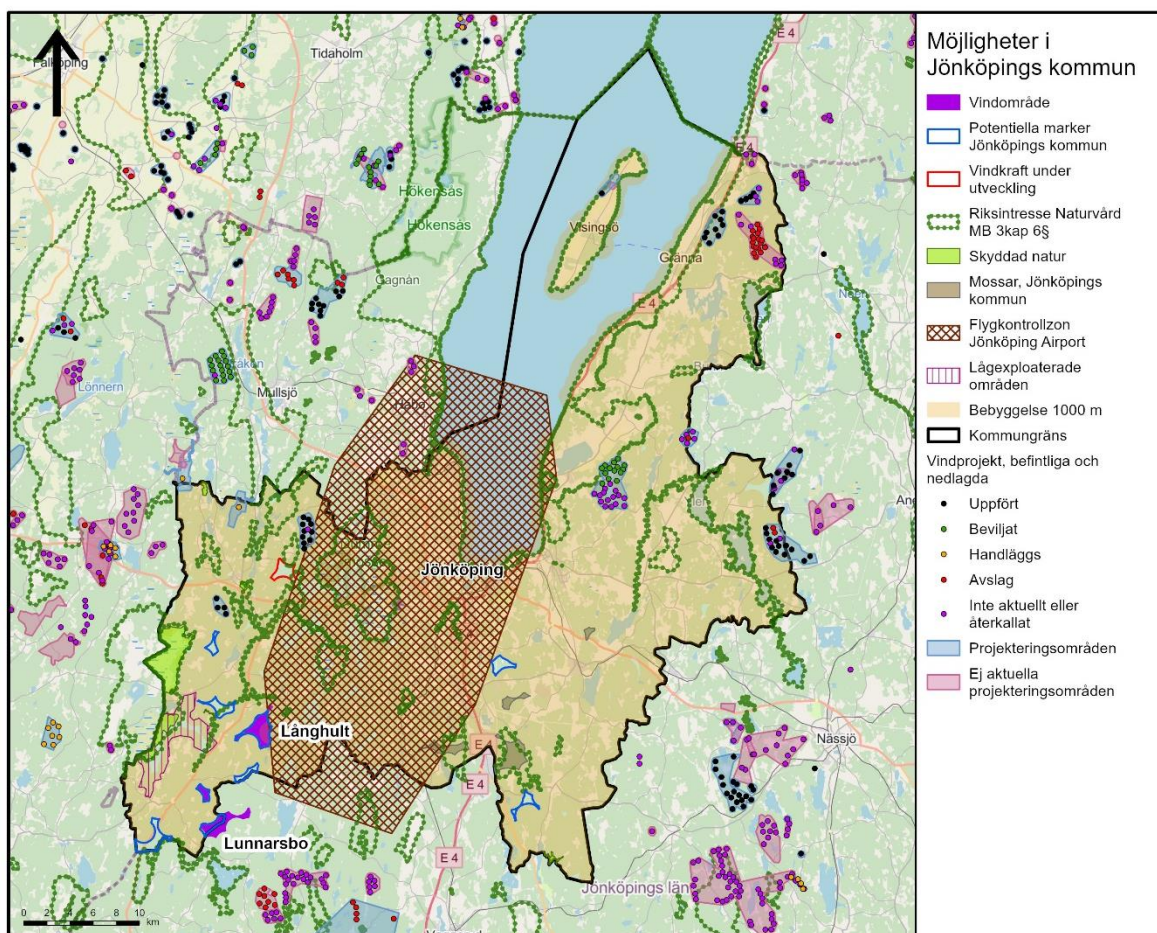 Falköping
Tidaholm
E 4
E 4
Hökensås
Hökensås
Visingsö
Gränna
Gagnån
E 4
Lönnern
Mullsjö
Habo
Jönköping
Långhult
E 4
Nässjö
E 4
Lunnarsbo
E 4
Jönköpings län
0 2 4 6 8 10
km
Möjligheter i
Jönköpings kommun
Vindområde
Potentiella marker
Jönköpings kommun
Vindkraft under
utveckling
Riksintresse Naturvård
MB 3kap 6§
Skyddad natur
Mossar, Jönköpings
kommun
Flygkontrollzon
Jönköping Airport
Lågexploaterade
områden
Bebyggelse 1000 m
Kommungräns
Vindprojekt, befintliga och
nedlagda
Uppfört
Beviljat
Handläggs
Avslag
Inte aktuellt eller
återkallat
Projekteringsområden
Ej aktuella
projekteringsområden